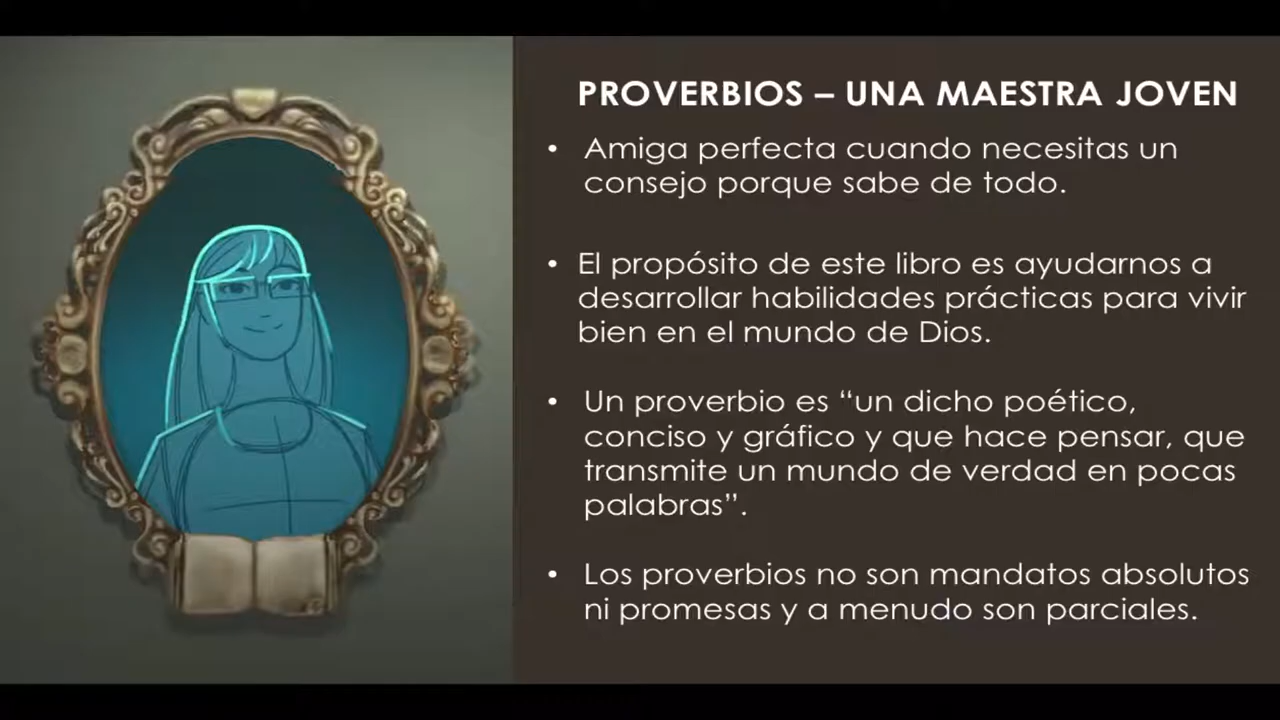 PROVERBIOS – UNA MAESTRA JOVEN
• Amiga perfecta cuando necesitas un
consejo porque sabe de todo.
• El propósito de este libro es ayudarnos a
desarrollar habilidades prácticas para vivir
bien en el mundo de Dios.
• Un proverbio es “un dicho poético,
conciso y gráfico y que hace pensar, que
transmite un mundo de verdad en pocas
palabras”.
• Los proverbios no son mandatos absolutos
ni promesas y a menudo son parciales.